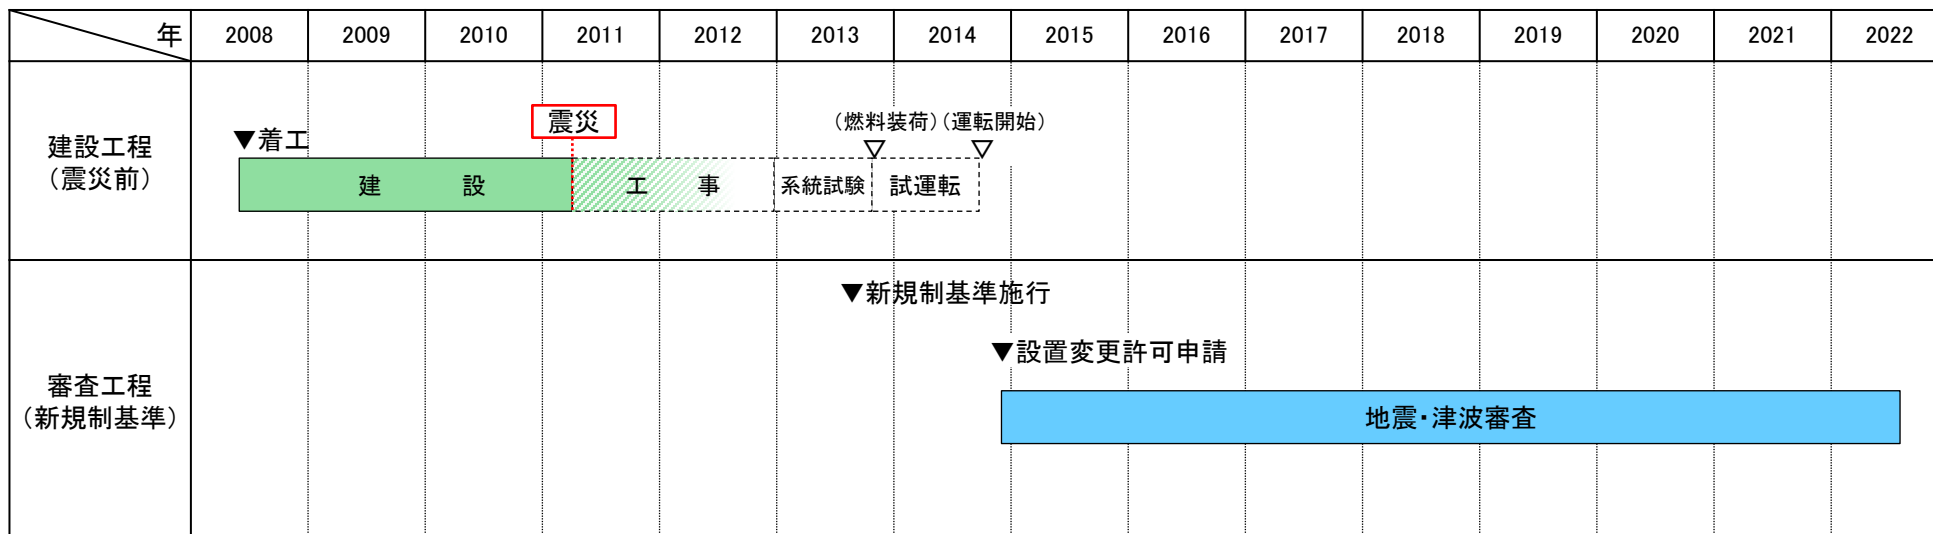 年 2008 2009 2010 2011 2012 2013 2014 2015 2016 2017 2018 2019 2020 2021 2022
建設工程
（震災前）
震災
（燃料装荷）（運転開始）
▼着工
▽ ▽
建設 工事 系統試験 試運転
審査工程
（新規制基準）
▼新規制基準施行
▼設置変更許可申請
地震・津波審査